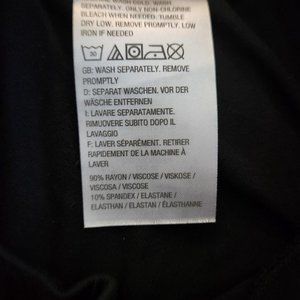 SEPARATELY. ONLY NON-CHLORINE
BLEACH WHEN NEEDED. TUMBLE
DRY LOW. REMOVE PROMPTLY. LOW
IRON IF NEEDED
30
GB: WASH SEPARATELY. REMOVE
PROMPTLY
D: SEPARAT WASCHEN. VOR DER
WÄSCHE ENTFERNEN
I: LAVARE SEPARATAMENTE.
RIMUOVERE SUBITO DOPO IL
LAVAGGIO
F: LAVER SÉPARÉMENT. RETIRER
RAPIDEMENT DE LA MACHINE À
LAVER
90% RAYON / VISCOSE / VISKOSE /
VISCOSA / VISCOSE
10% SPANDEX / ELASTANE /
ELASTHAN / ELASTAN / ÉLASTHANNE